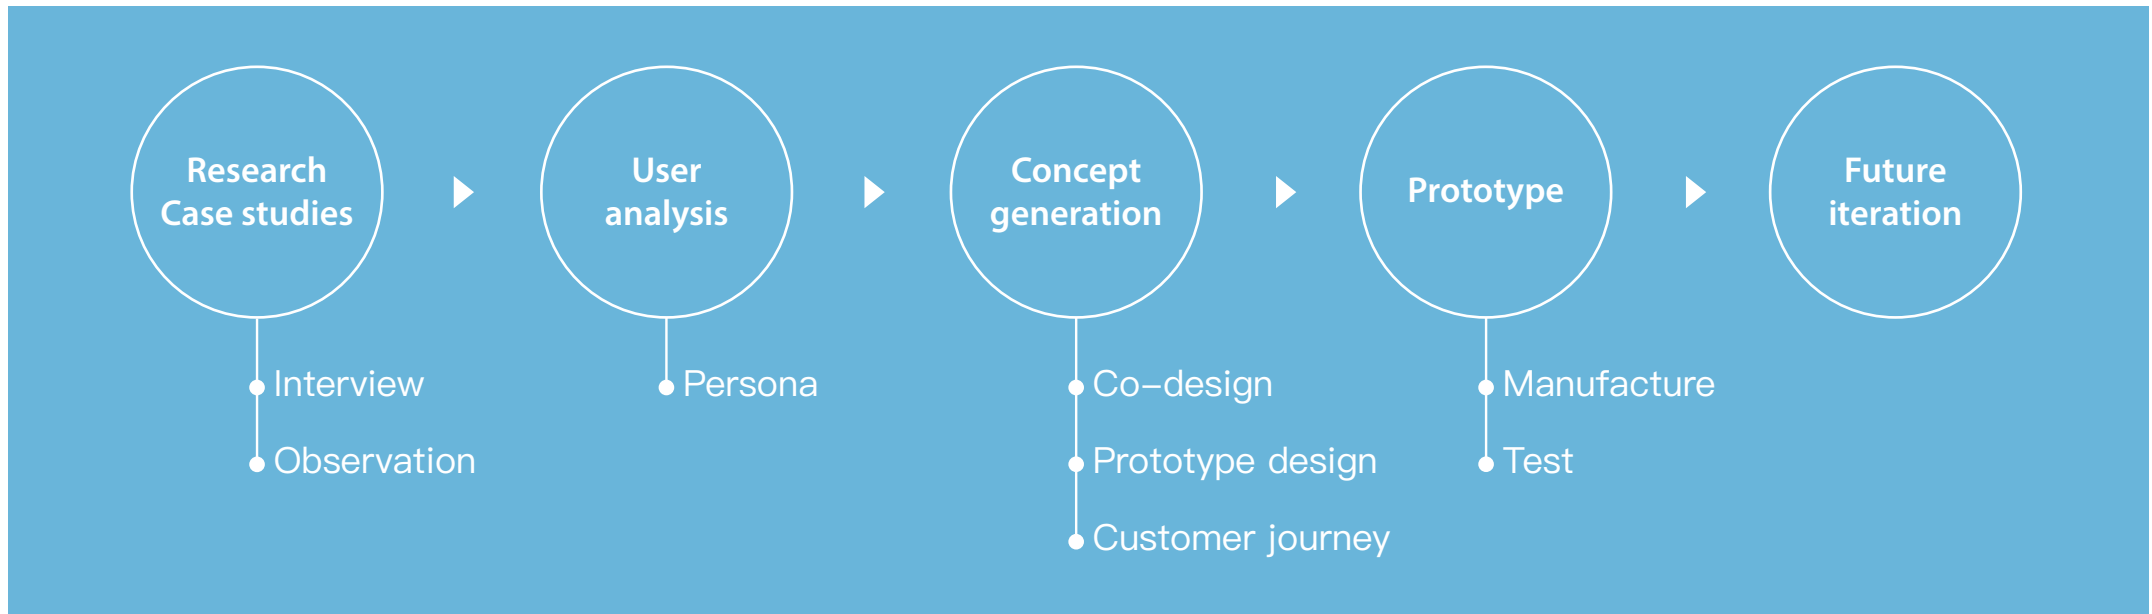 Research
Case studies
User
analysis
Concept
generation
Prototype
Future
iteration
Interview
Observation
Persona
Co-design
Prototype design
Customer journey
Manufacture
Test